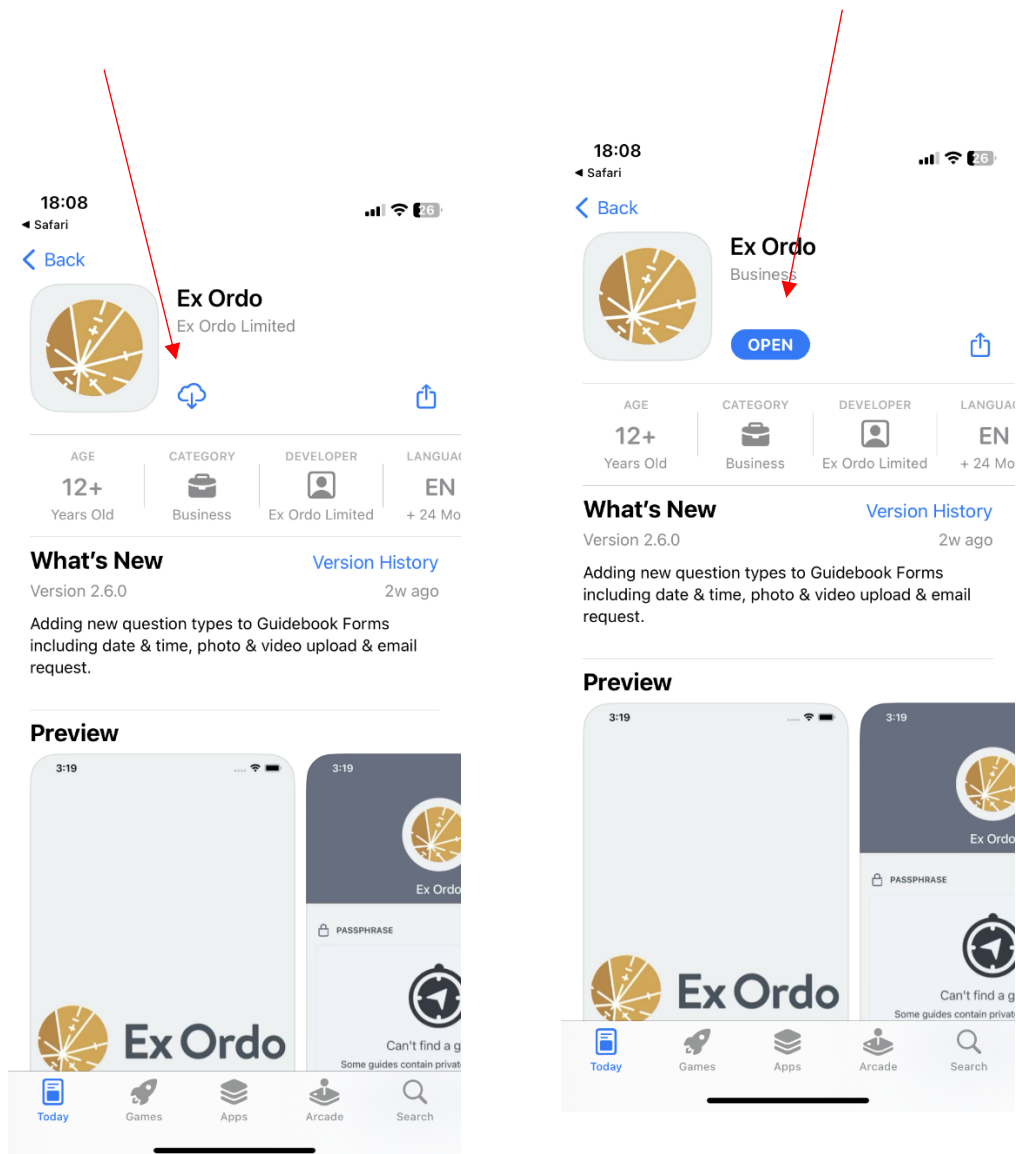 18:08
◀ Safari
26
Back
Ex Ordo
Ex Ordo Limited
AGE
12+
Years Old
CATEGORY
Business
DEVELOPER
Ex Ordo Limited
LANGUAG
EN
+ 24 Mo
What's New
Version History
Version 2.6.0
2w ago
Adding new question types to Guidebook Forms
including date & time, photo & video upload & email
request.
Preview
3:19
Ex Ordo
3:19
Ex Ordo
PASSPHRASE
Can't find a g
Some guides contain privat
Today
Games
Apps
Arcade
Search
18:08
◀ Safari
26
Back
Ex Ordo
Business
OPEN
AGE
12+
Years Old
CATEGORY
Business
DEVELOPER
Ex Ordo Limited
LANGUAG
EN
+ 24 Mo
What's New
Version History
Version 2.6.0
2w ago
Adding new question types to Guidebook Forms
including date & time, photo & video upload & email
request.
Preview
3:19
Ex Ordo
3:19
Ex Ordo
PASSPHRASE
Can't find a g
Some guides contain private
Today
Games
Apps
Arcade
Search